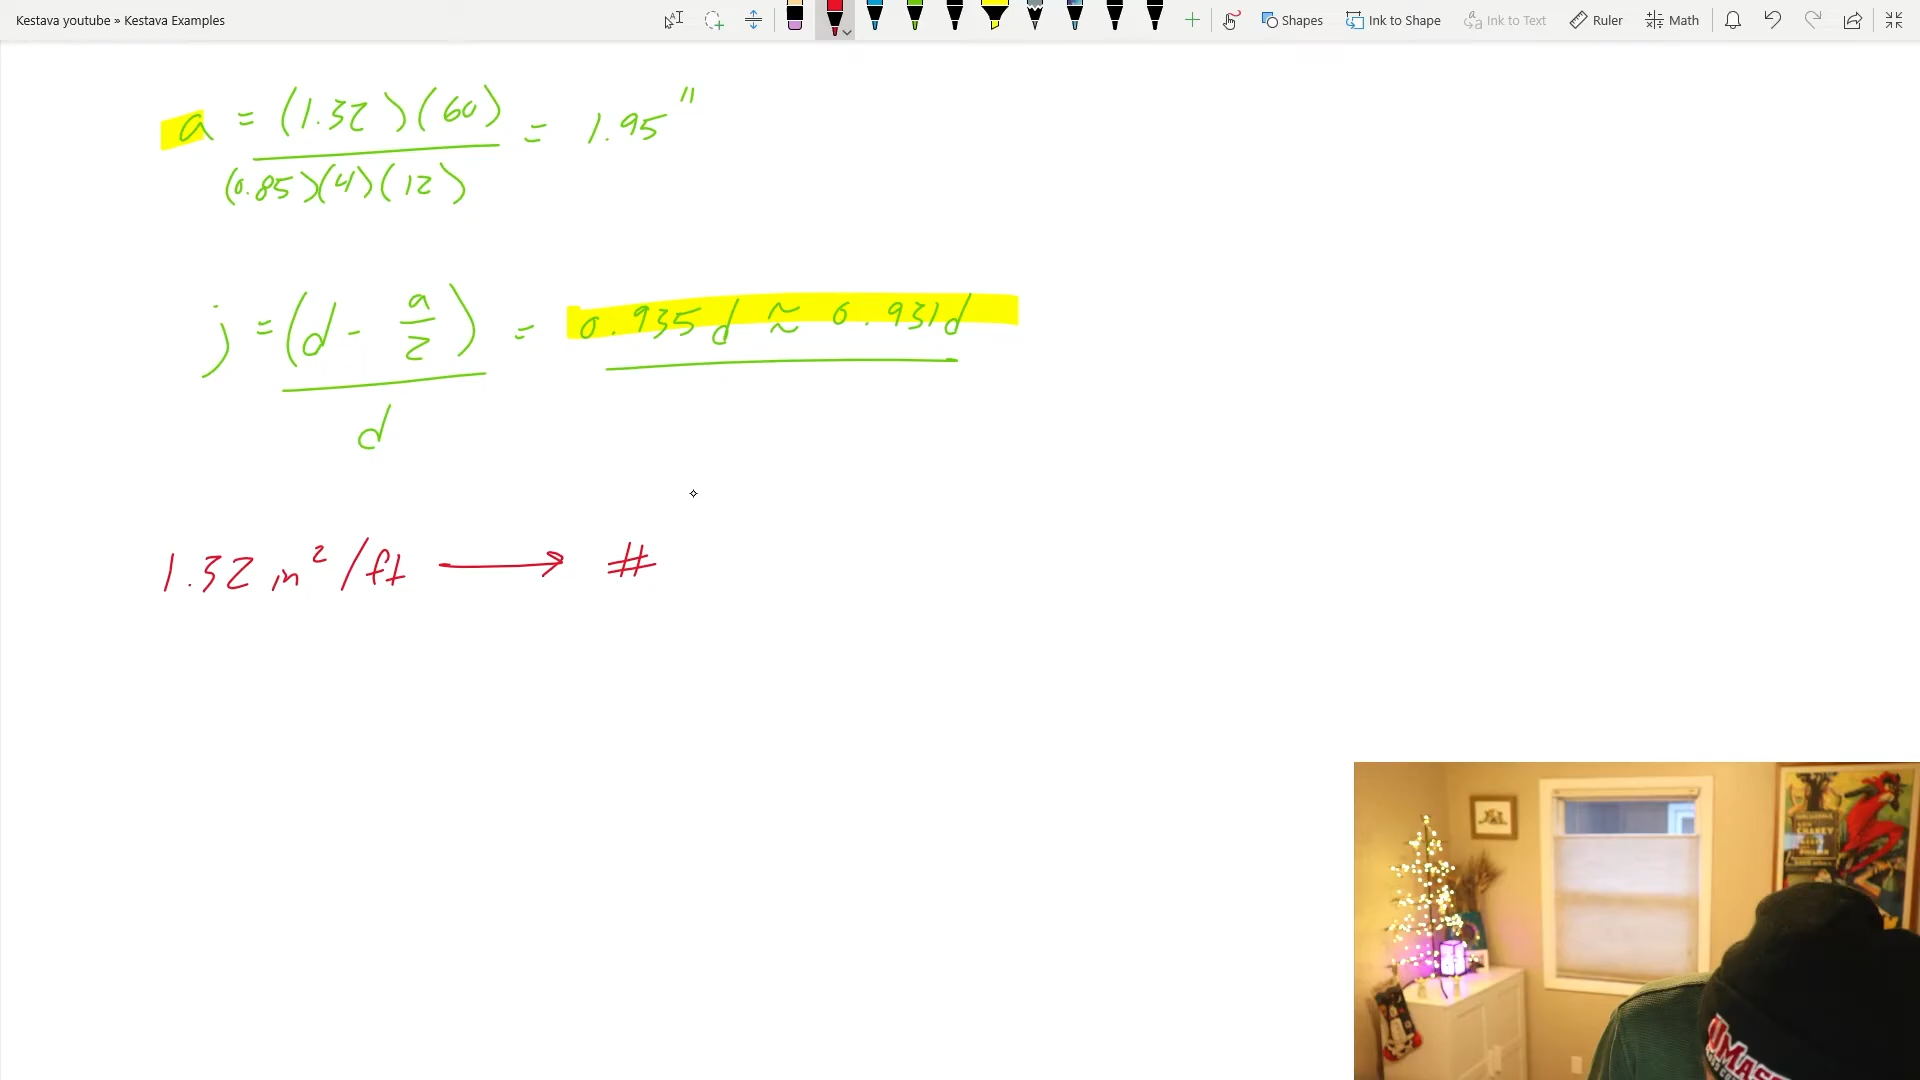 Kestava youtube » Kestava Examples
Shapes
Ink to Shape
Ink to Text
Ruler
Math
a = (1.32)(60) / (0.85)(4)(12) = 1.95"
j = (d - a/2) / d = 0.935d ≈ 0.931d
1.32 in²/ft → #
UMass